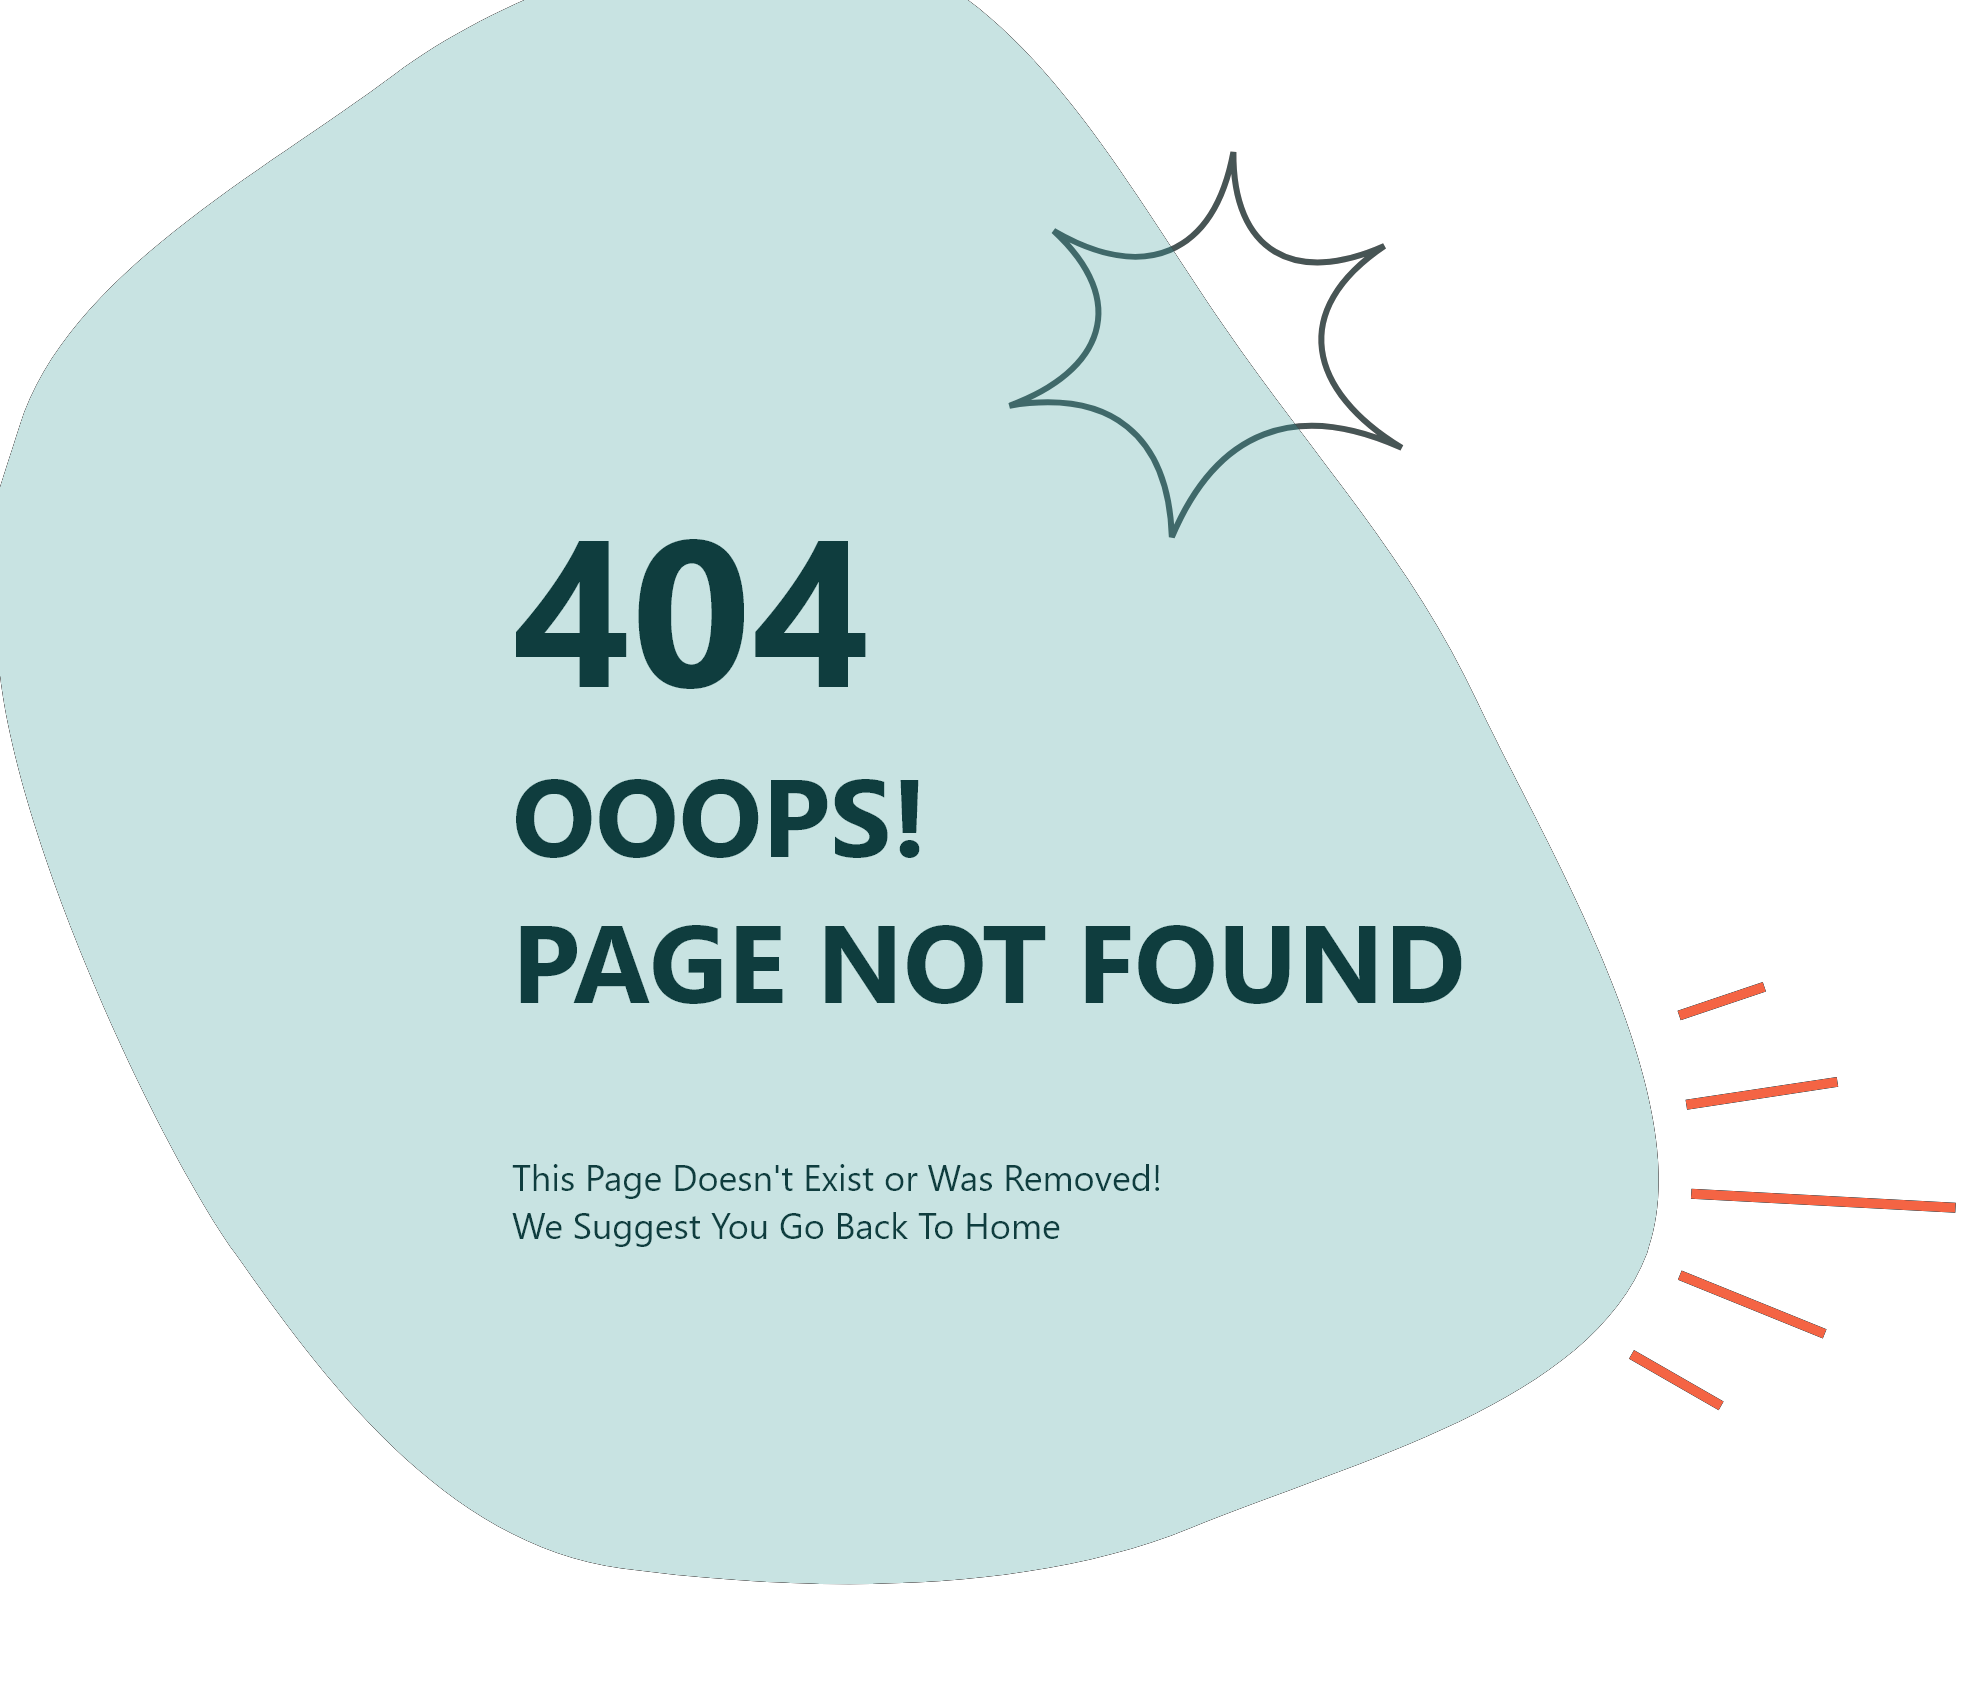 404
OOOPS!
PAGE NOT FOUND
This Page Doesn't Exist or Was Removed!
We Suggest You Go Back To Home